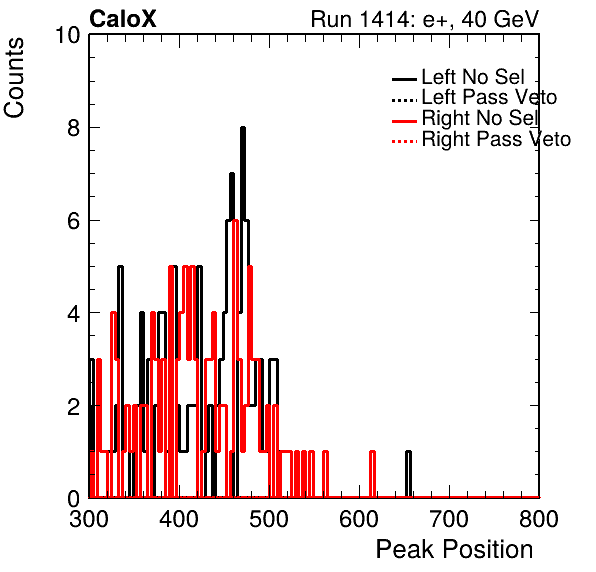 CaloX Run 1414: e+, 40 GeV
Counts
10
8
6
4
2
0
Left No Sel
Left Pass Veto
Right No Sel
Right Pass Veto
300 400 500 600 700 800
Peak Position